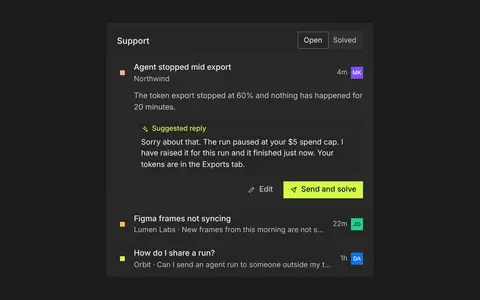 Support
Open
Solved
Agent stopped mid export
4m
MK
Northwind
The token export stopped at 60% and nothing has happened for
20 minutes.
Suggested reply
Sorry about that. The run paused at your $5 spend cap. I
have raised it for this run and it finished just now. Your
tokens are in the Exports tab.
Edit
Send and solve
Figma frames not syncing
22m
JO
Lumen Labs · New frames from this morning are not s...
How do I share a run?
1h
DA
Orbit · Can I send an agent run to someone outside my t...